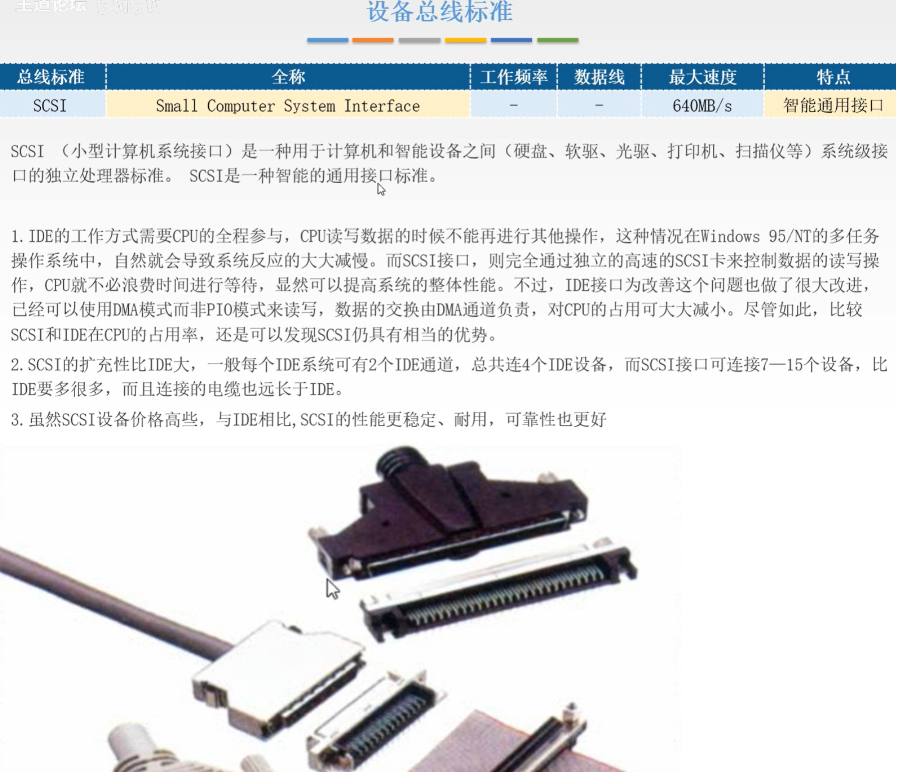 设备总线标准
总线标准 全称 工作频率 数据线 最大速度 特点
SCSI Small Computer System Interface - - 640MB/s 智能通用接口
SCSI （小型计算机系统接口）是一种用于计算机和智能设备之间（硬盘、软驱、光驱、打印机、扫描仪等）系统级接
口的独立处理器标准。 SCSI是一种智能的通用接口标准。
1.IDE的工作方式需要CPU的全程参与，CPU读写数据的时候不能再进行其他操作，这种情况在Windows 95/NT的多任务
操作系统中，自然就会导致系统反应的大大减慢。而SCSI接口，则完全通过独立的高速的SCSI卡来控制数据的读写操
作，CPU就不必浪费时间进行等待，显然可以提高系统的整体性能。不过，IDE接口为改善这个问题也做了很大改进，
已经可以使用DMA模式而非PIO模式来读写，数据的交换由DMA通道负责，对CPU的占用可大大减小。尽管如此，比较
SCSI和IDE在CPU的占用率，还是可以发现SCSI仍具有相当的优势。
2.SCSI的扩充性比IDE大，一般每个IDE系统可有2个IDE通道，总共连4个IDE设备，而SCSI接口可连接7—15个设备，比
IDE要多很多，而且连接的电缆也远长于IDE。
3.虽然SCSI设备价格高些，与IDE相比,SCSI的性能更稳定、耐用，可靠性也更好